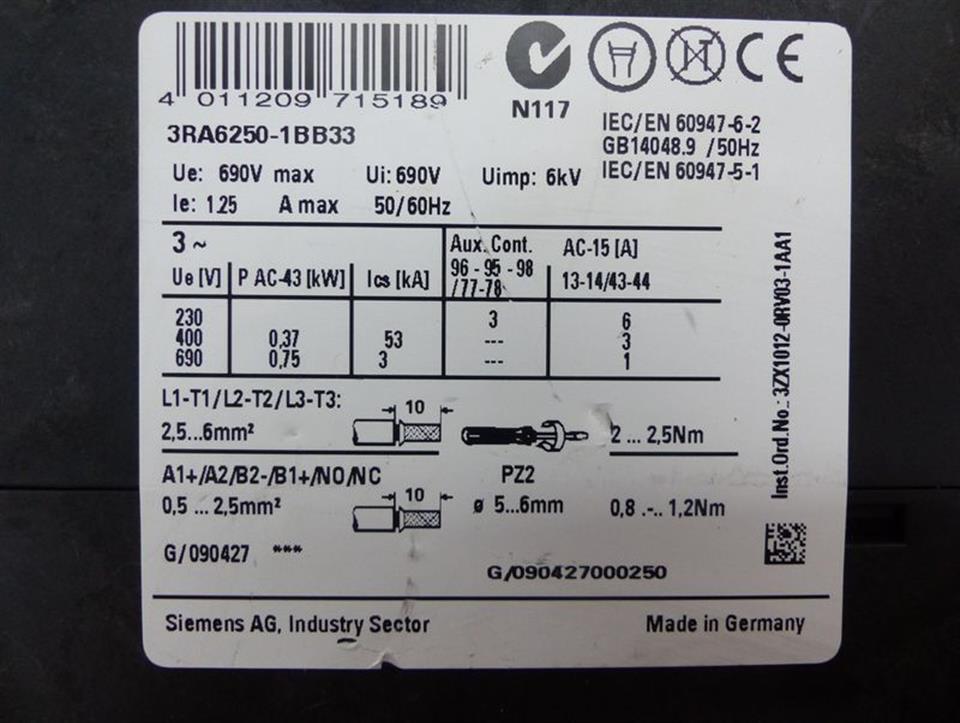 4 011209 715189
N117
CE
3RA6250-1BB33
IEC/EN 60947-6-2
GB14048.9 /50Hz
IEC/EN 60947-5-1
Ue: 690V max Ui: 690V Uimp: 6kV
Ie: 1.25 A max 50/60Hz
3 ~
Ue [V] P AC-43 [kW] Ics [kA] Aux. Cont. 96 - 95 - 98 /77-78 AC-15 [A] 13-14/43-44
230 3 6
400 0,37 53 --- 3
690 0,75 3 --- 1
L1-T1/L2-T2/L3-T3:
2,5...6mm² 10 2 ... 2,5Nm
A1+/A2/B2-/B1+/NO/NC PZ2
0,5 ... 2,5mm² 10 ø 5...6mm 0,8 ... 1,2Nm
G/090427 ***
G/090427000250
Siemens AG, Industry Sector Made in Germany
Inst.Ord.No.: 3ZX1012-0RV03-1AA1